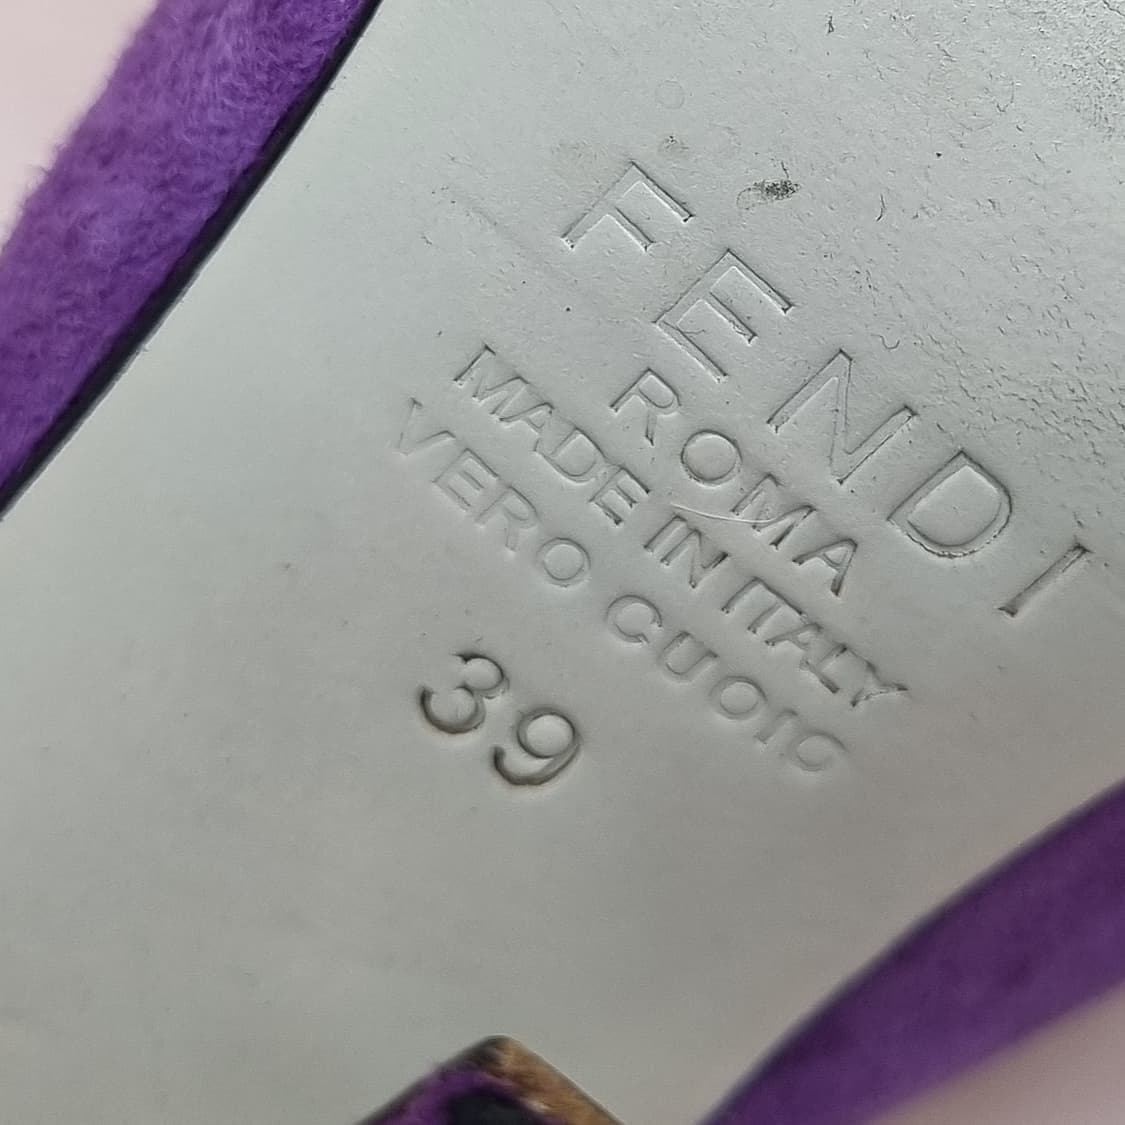 FENDI
ROMA
MADE IN ITALY
VERO CUOIO
39